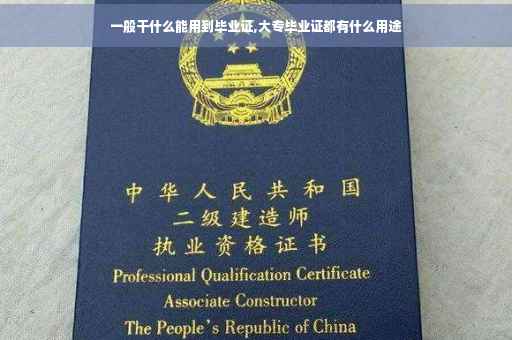 一般干什么能用到毕业证,大专毕业证都有什么用途
中华人民共和国
二级建造师
执业资格证书
Professional Qualification Certificate
Associate Constructor
The People's Republic of China